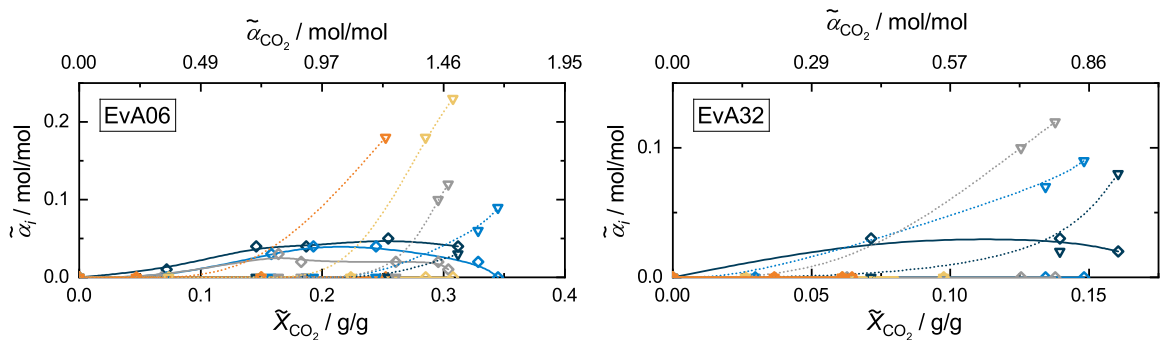 α̃CO₂ / mol/mol
0.00 0.49 0.97 1.46 1.95
EvA06
0.2
0.1
0.0
α̃ᵢ / mol/mol
0.0 0.1 0.2 0.3 0.4
X̃CO₂ / g/g
α̃CO₂ / mol/mol
0.00 0.29 0.57 0.86
EvA32
0.1
0.0
α̃ᵢ / mol/mol
0.00 0.05 0.10 0.15
X̃CO₂ / g/g